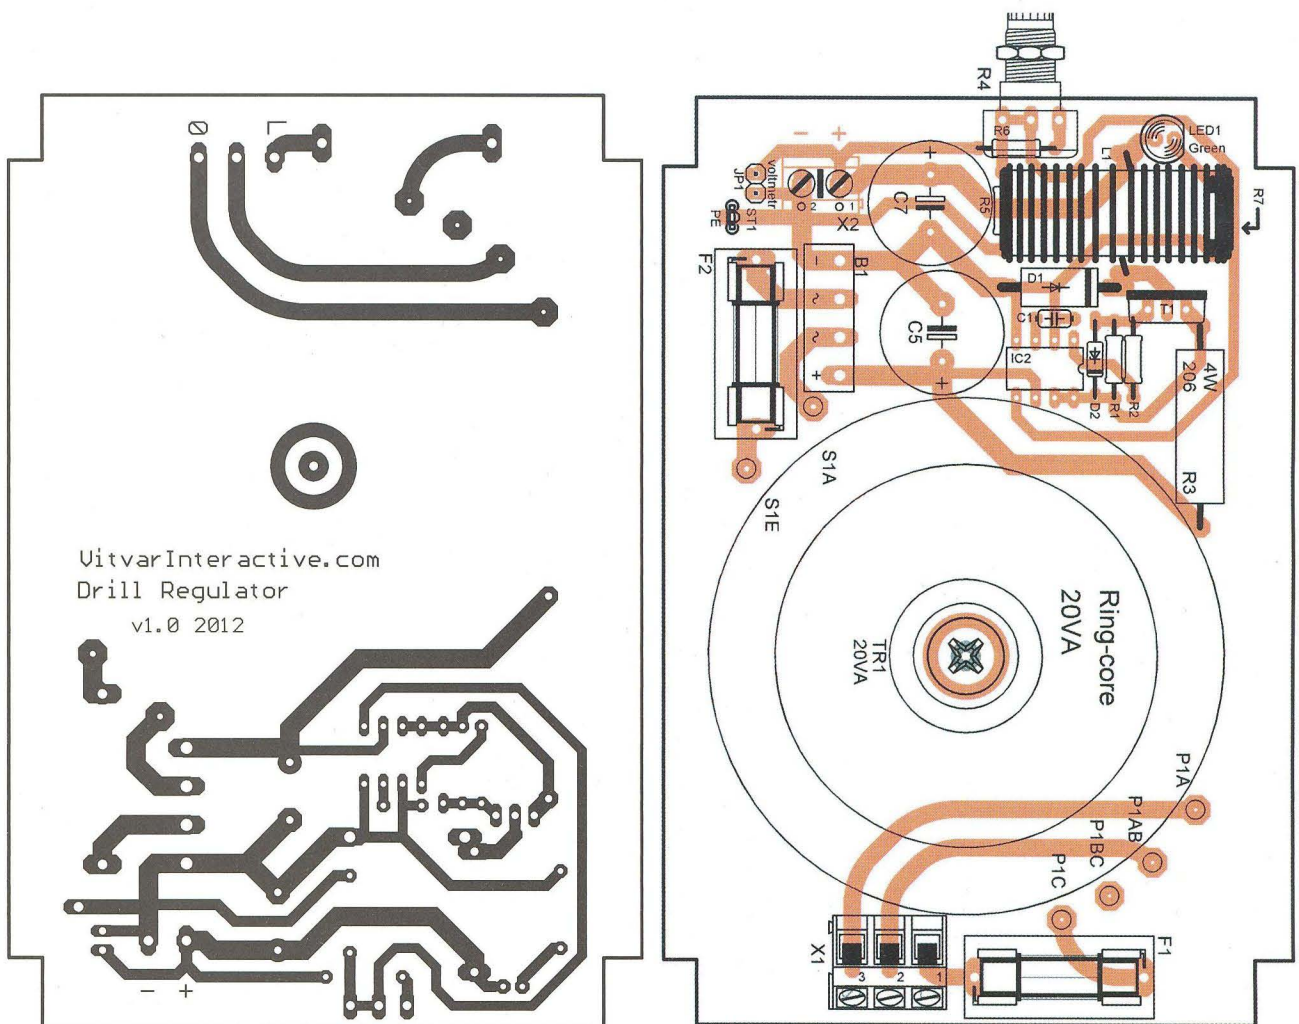 0
L
VitvarInteractive.com
Drill Regulator
v1.0 2012
- +
R4
R6
LED1
Green
L1
R7
- +
voltmetr
JP1
ST1
PE
2
1
X2
C7
R5
F2
B1
-
~
~
+
+
C5
+
D1
C1
IC2
T1
D2
R1
R2
4W
206
R3
S1A
S1E
Ring-core
20VA
TR1
20VA
P1A
P1AB
P1BC
P1C
X1
3
2
1
F1